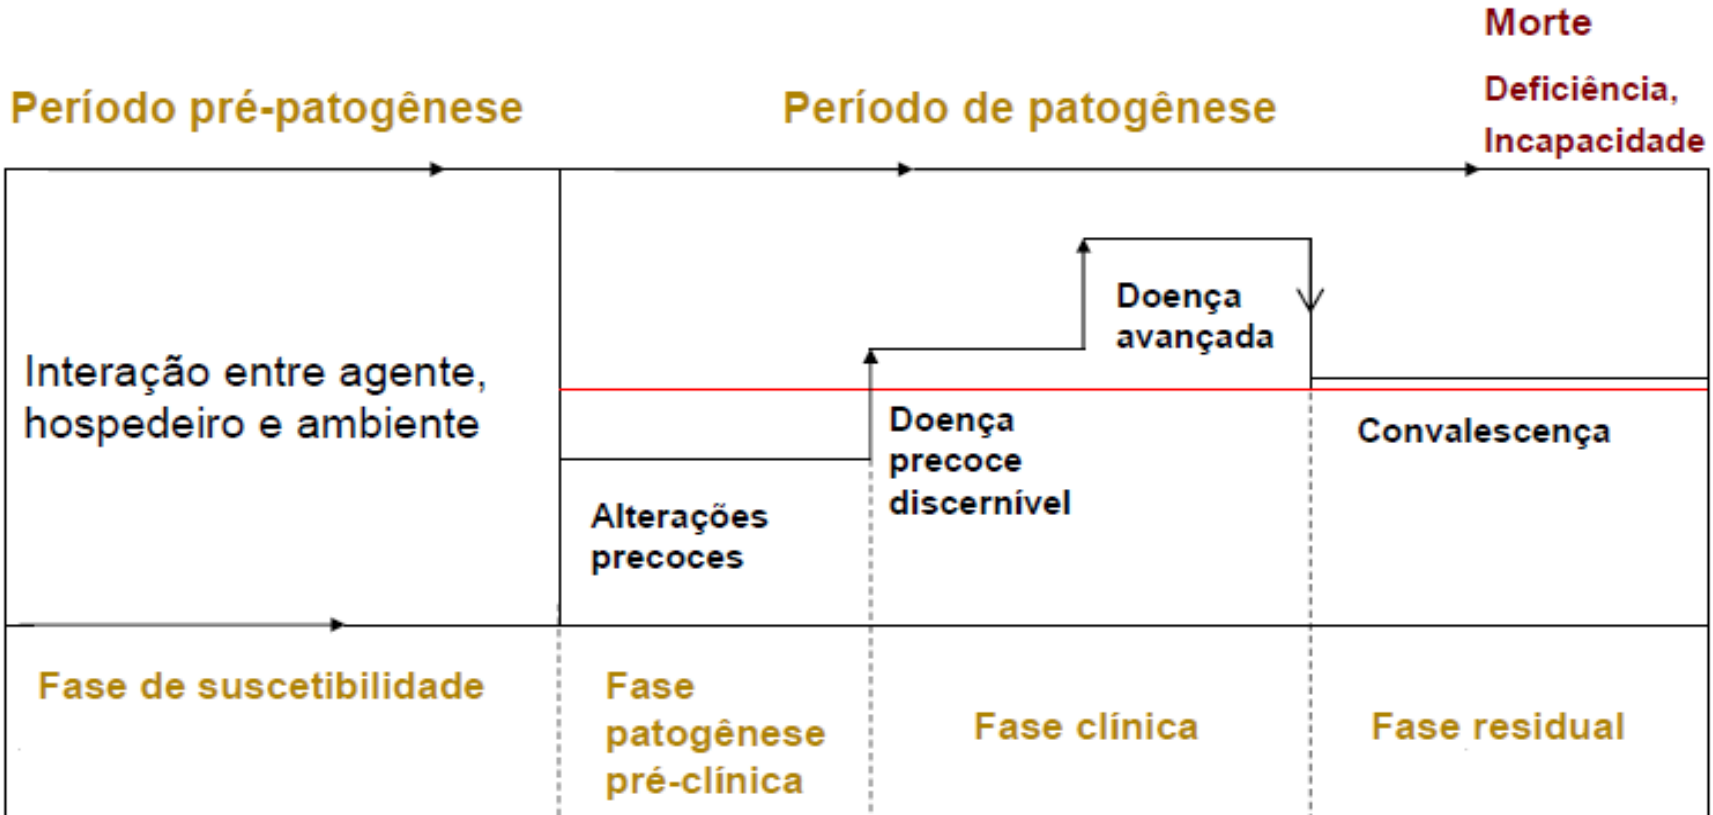 Morte
Período pré-patogênese
Período de patogênese
Deficiência,
Incapacidade
Interação entre agente,
hospedeiro e ambiente
Alterações
precoces
Doença
precoce
discernível
Doença
avançada
Convalescença
Fase de suscetibilidade
Fase
patogênese
pré-clínica
Fase clínica
Fase residual